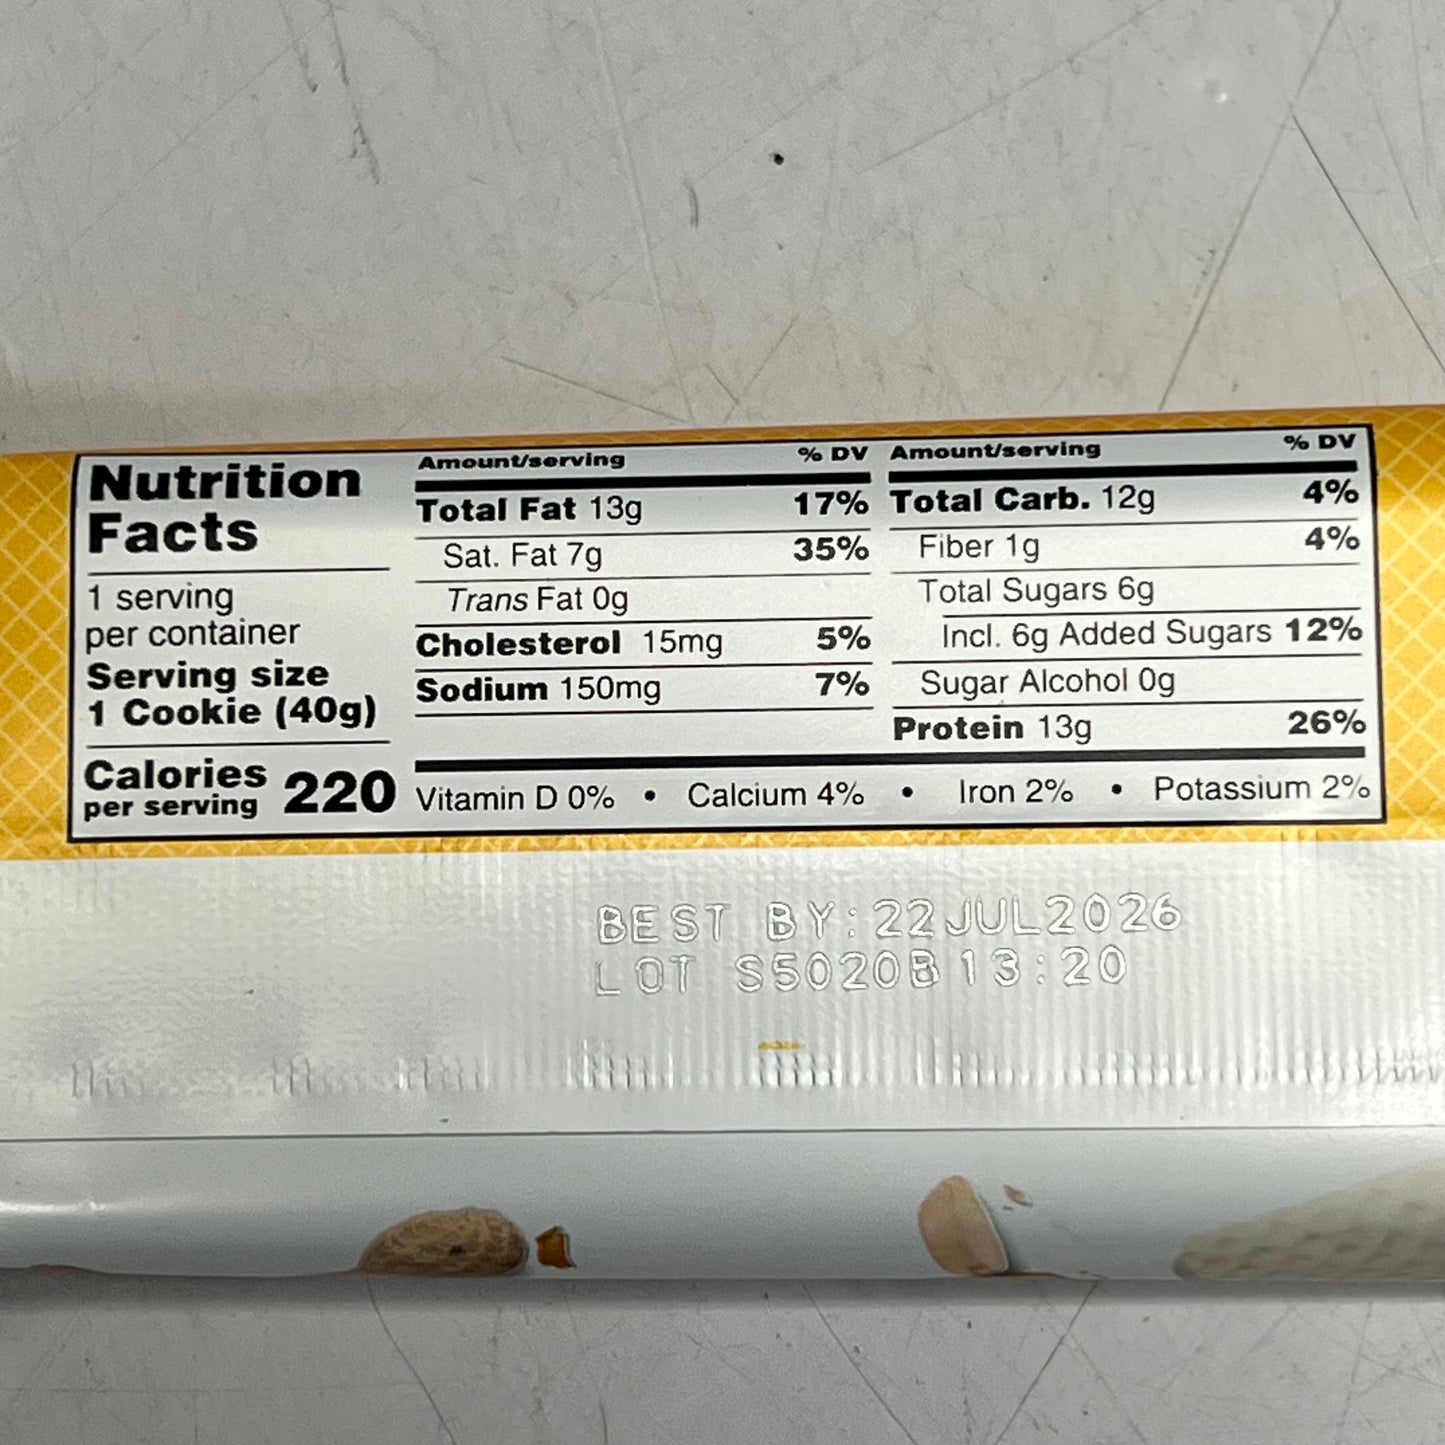 Nutrition
Facts
1 serving
per container
Serving size
1 Cookie (40g)
Calories 220
per serving
Amount/serving % DV
Total Fat 13g 17%
Sat. Fat 7g 35%
Trans Fat 0g
Cholesterol 15mg 5%
Sodium 150mg 7%
Amount/serving % DV
Total Carb. 12g 4%
Fiber 1g 4%
Total Sugars 6g
Incl. 6g Added Sugars 12%
Sugar Alcohol 0g
Protein 13g 26%
Vitamin D 0% • Calcium 4% • Iron 2% • Potassium 2%
BEST BY:22JUL2026
LOT S5020B13:20